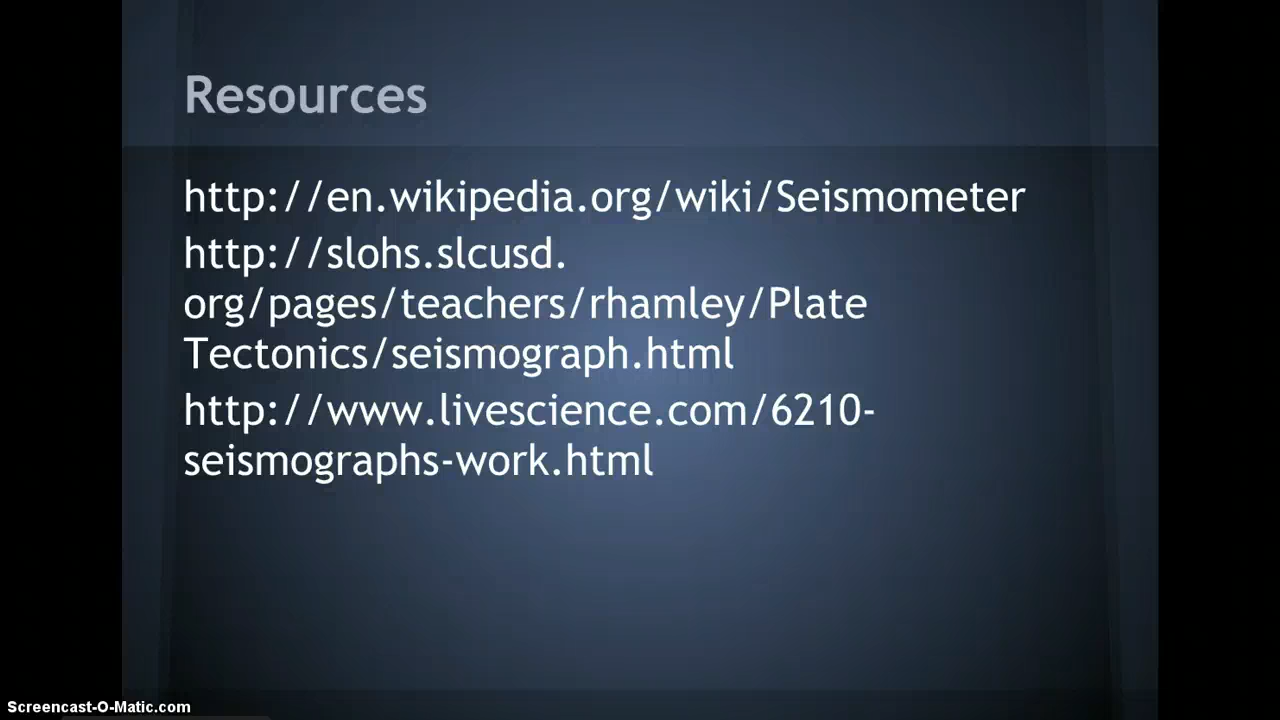 Resources
http://en.wikipedia.org/wiki/Seismometer
http://slohs.slcusd.
org/pages/teachers/rhamley/Plate
Tectonics/seismograph.html
http://www.livescience.com/6210-
seismographs-work.html
Screencast-O-Matic.com